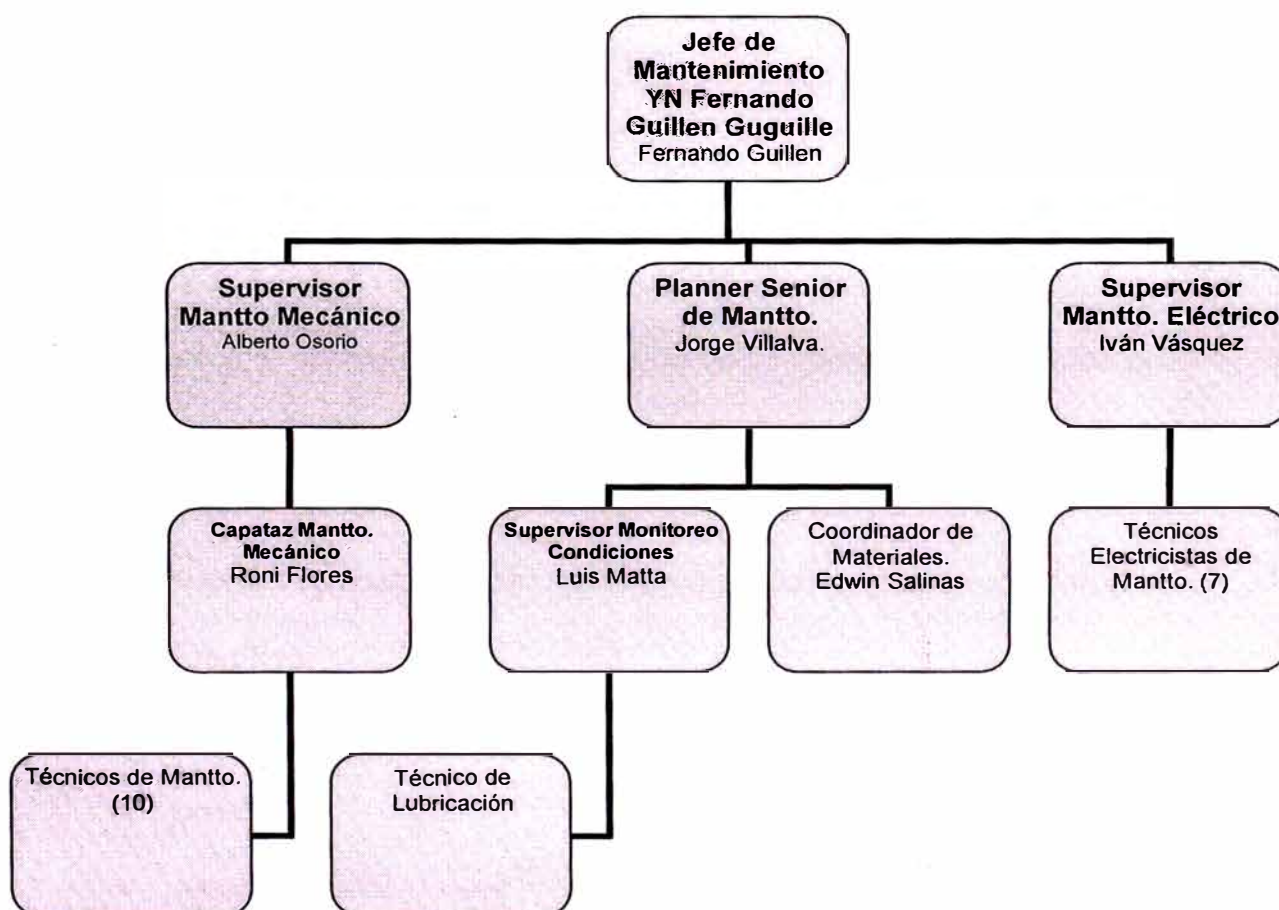 Jefe de
Mantenimiento
YN Fernando
Guillen Guguille
Fernando Guillen
Supervisor
Mantto Mecánico
Alberto Osorio
Planner Senior
de Mantto.
Jorge Villalva.
Supervisor
Mantto. Eléctrico
Iván Vásquez
Capataz Mantto.
Mecánico
Roni Flores
Supervisor Monitoreo
Condiciones
Luis Matta
Coordinador de
Materiales.
Edwin Salinas
Técnicos
Electricistas de
Mantto. (7)
Técnicos de Mantto.
(10)
Técnico de
Lubricación